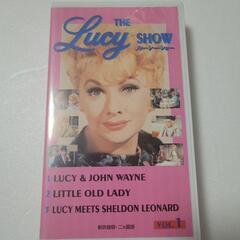 THE
Lucy
SHOW
ルーシー・ショー
1 LUCY & JOHN WAYNE
2 LITTLE OLD LADY
3 LUCY MEETS SHELDON LEONARD
VOL. 1